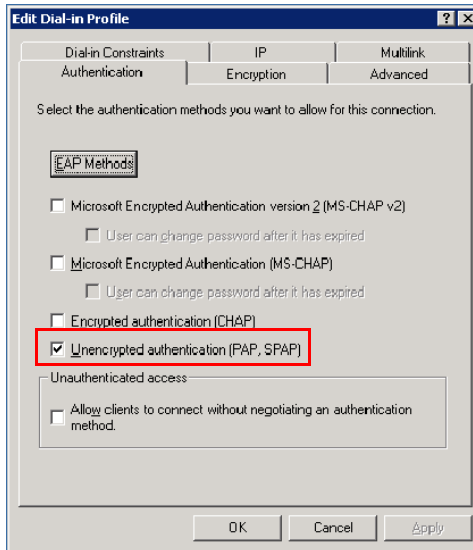 Edit Dial-in Profile
Dial-in Constraints IP Multilink
Authentication Encryption Advanced
Select the authentication methods you want to allow for this connection.
EAP Methods
Microsoft Encrypted Authentication version 2 (MS-CHAP v2)
User can change password after it has expired
Microsoft Encrypted Authentication (MS-CHAP)
User can change password after it has expired
Encrypted authentication (CHAP)
Unencrypted authentication (PAP, SPAP)
Unauthenticated access
Allow clients to connect without negotiating an authentication
method.
OK Cancel Apply